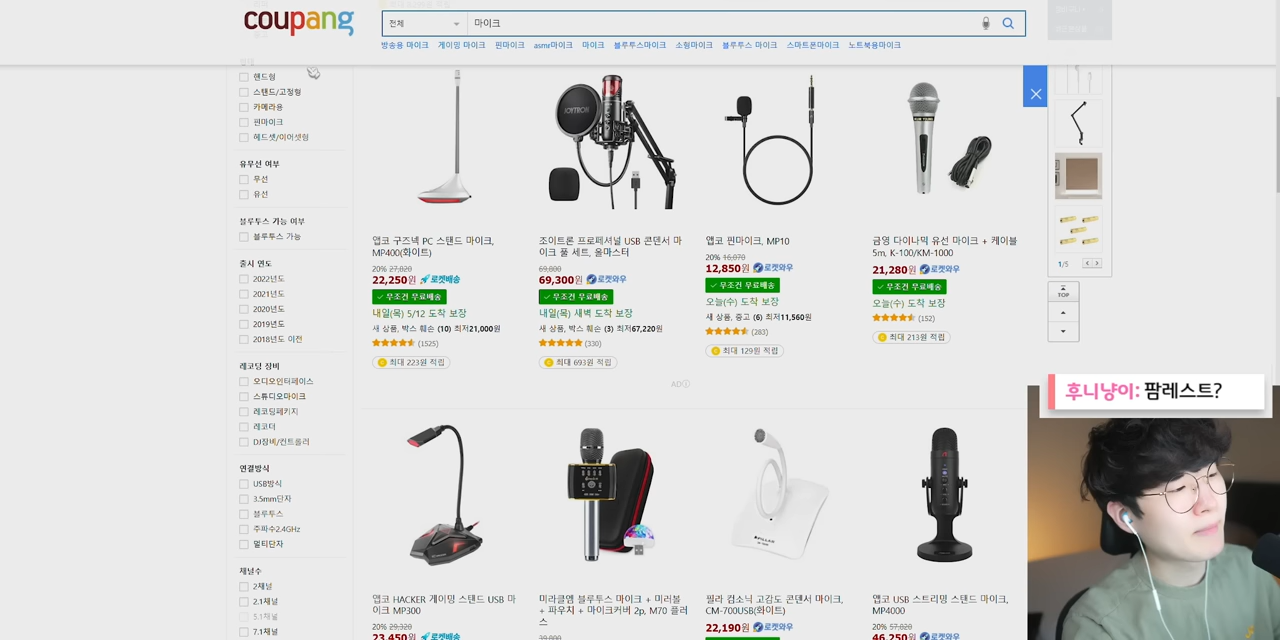 coupang
전체
마이크
방송용 마이크 게이밍 마이크 핀마이크 asmr마이크 마이크 블루투스마이크 소형마이크 블루투스 마이크 스마트폰마이크 노트북용마이크
핸드형
스탠드/고정형
카메라용
핀마이크
헤드셋/이어셋형
유무선 여부
무선
유선
블루투스 가능 여부
블루투스 가능
출시 연도
2022년도
2021년도
2020년도
2019년도
2018년도 이전
레코딩 장비
오디오인터페이스
스튜디오마이크
레코딩패키지
레코더
DJ장비/컨트롤러
연결방식
USB방식
3.5mm단자
블루투스
주파수2.4GHz
멀티단자
채널수
2채널
2.1채널
5.1채널
7.1채널
JOYTRON
앱코 구즈넥 PC 스탠드 마이크,
MP400(화이트)
20% 27,820
22,250원 로켓배송
무조건 무료배송
내일(목) 5/12 도착 보장
새 상품, 박스 훼손 (10) 최저21,000원
(1525)
최대 223원 적립
조이트론 프로페셔널 USB 콘덴서 마
이크 풀 세트, 올마스터
69,800
69,300원 로켓와우
무조건 무료배송
내일(목) 새벽 도착 보장
새 상품, 박스 훼손 (3) 최저67,220원
(330)
최대 693원 적립
앱코 핀마이크, MP10
20% 16,070
12,850원 로켓와우
무조건 무료배송
오늘(수) 도착 보장
새 상품, 중고 (6) 최저11,560원
(283)
최대 129원 적립
금영 다이나믹 유선 마이크 + 케이블
5m, K-100/KM-1000
21,280원 로켓와우
무조건 무료배송
오늘(수) 도착 보장
(152)
최대 213원 적립
AD
앱코 HACKER 게이밍 스탠드 USB 마
이크 MP300
20% 29,320
23,450원 로켓배송
미라클엠 블루투스 마이크 + 미러볼
+ 파우치 + 마이크커버 2p, M70 플러
스
39,000
필라 컴소닉 고감도 콘덴서 마이크,
CM-700USB(화이트)
22,190원 로켓와우
앱코 USB 스트리밍 스탠드 마이크,
MP4000
20% 57,820
46,250원 로켓와우
1/5
TOP
후니냥이: 팜레스트?